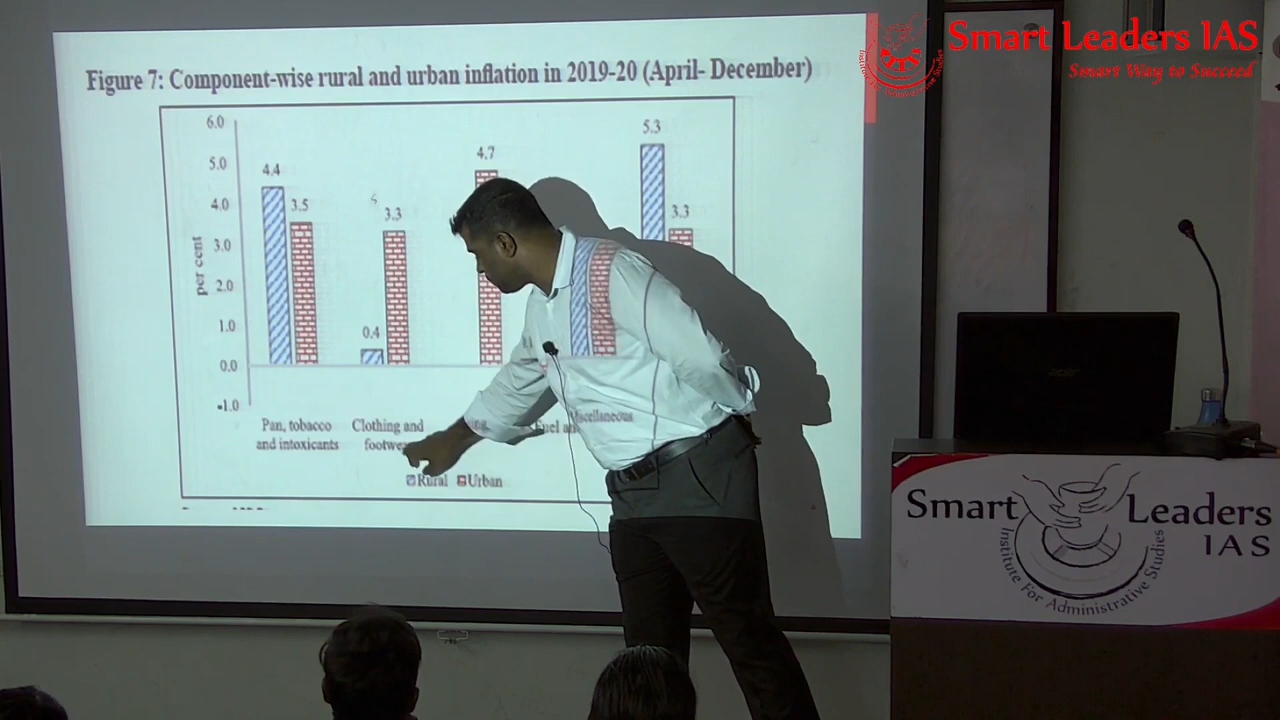 Smart Leaders IAS
Smart Way to Succeed
Figure 7: Component-wise rural and urban inflation in 2019-20 (April- December)
6.0
5.0
4.0
3.0
2.0
1.0
0.0
-1.0
per cent
4.4
3.5
0.4
3.3
4.7
5.3
3.3
Pan, tobacco
and intoxicants
Clothing and
Fuel
Miscellaneous
Rural
Urban
acer
Smart Leaders
IAS
Institute For Administrative Studies